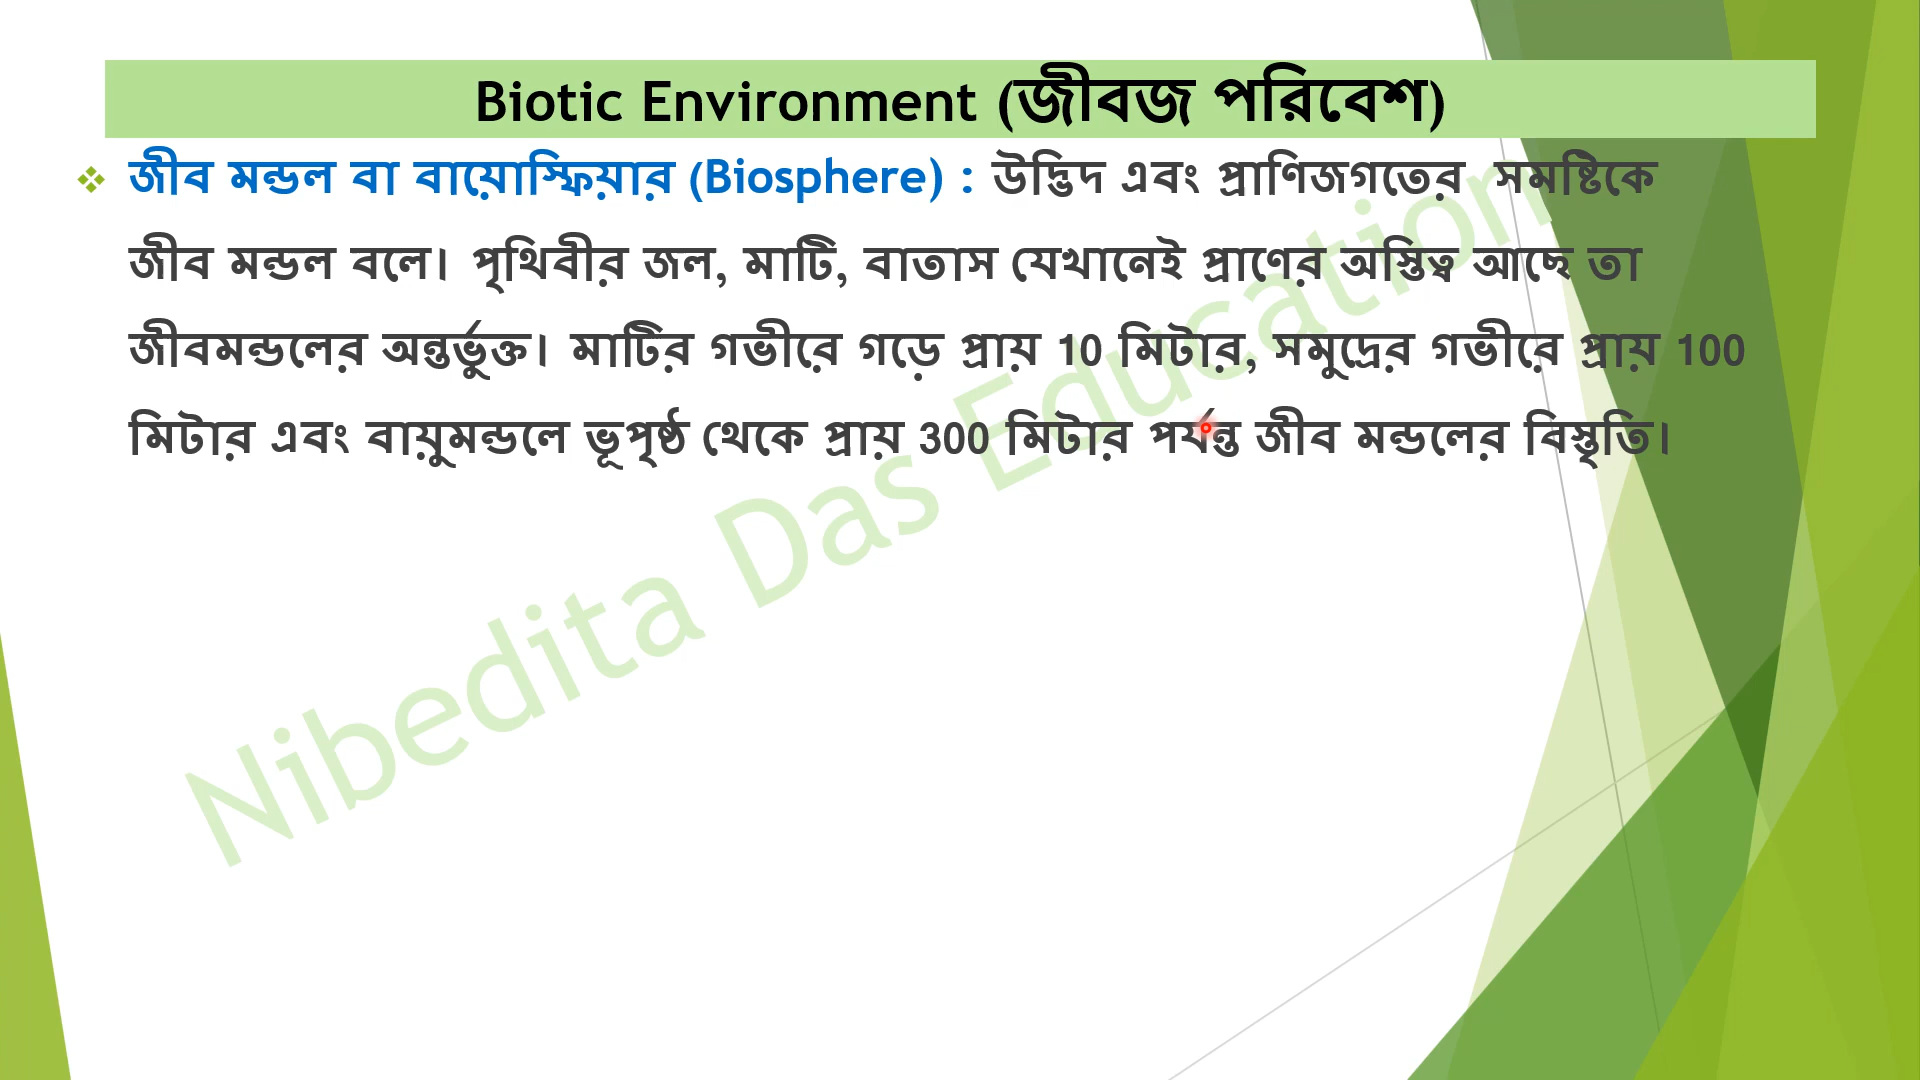 Biotic Environment (জীবজ পরিবেশ)
জীব মন্ডল বা বায়োস্ফিয়ার (Biosphere) : উদ্ভিদ এবং প্রাণিজগতের সমষ্টিকে
জীব মন্ডল বলে। পৃথিবীর জল, মাটি, বাতাস যেখানেই প্রাণের অস্তিত্ব আছে তা
জীবমন্ডলের অন্তর্ভুক্ত। মাটির গভীরে গড়ে প্রায় 10 মিটার, সমুদ্রের গভীরে প্রায় 100
মিটার এবং বায়ুমন্ডলে ভূপৃষ্ঠ থেকে প্রায় 300 মিটার পর্যন্ত জীব মন্ডলের বিস্তৃতি।
Nibedita Das Education